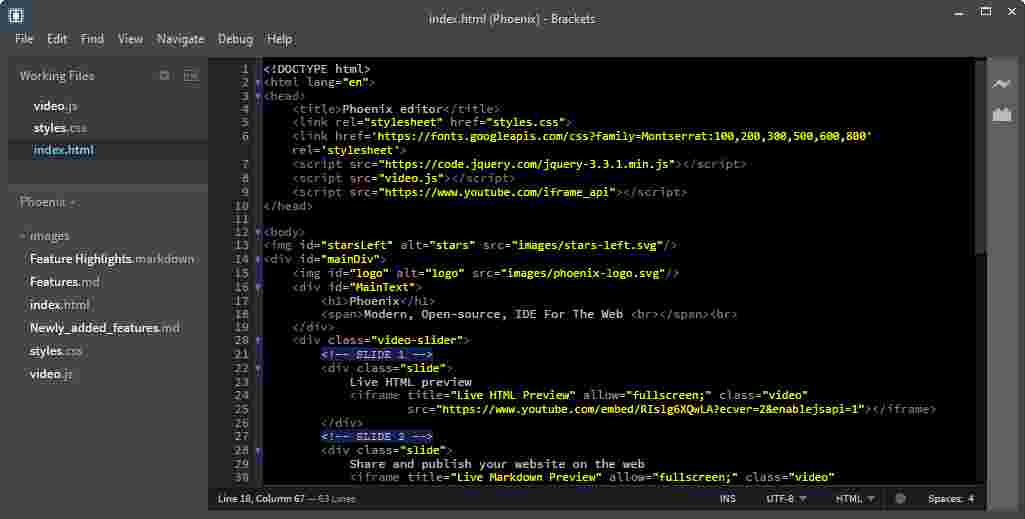 index.html (Phoenix) - Brackets
File Edit Find View Navigate Debug Help
Working Files
video.js
styles.css
index.html
Phoenix
images
Feature Highlights.markdown
Features.md
index.html
Newly_added_features.md
styles.css
video.js
1 <!DOCTYPE html>
2 <html lang="en">
3 <head>
4 <title>Phoenix editor</title>
5 <link rel="stylesheet" href="styles.css">
6 <link href='https://fonts.googleapis.com/css?family=Montserrat:100,200,300,500,600,800'
rel='stylesheet'>
7 <script src="https://code.jquery.com/jquery-3.3.1.min.js"></script>
8 <script src="video.js"></script>
9 <script src="https://www.youtube.com/iframe_api"></script>
10 </head>
11
12 <body>
13 <img id="starsLeft" alt="stars" src="images/stars-left.svg"/>
14 <div id="mainDiv">
15 <img id="logo" alt="logo" src="images/phoenix-logo.svg"/>
16 <div id="MainText">
17 <h1>Phoenix</h1>
18 <span>Modern, Open-source, IDE For The Web <br></span><br>
19 </div>
20 <div class="video-slider">
21 <!-- SLIDE 1 -->
22 <div class="slide">
23 Live HTML preview
24 <iframe title="Live HTML Preview" allow="fullscreen;" class="video"
25 src="https://www.youtube.com/embed/RIslg6XQwLA?ecver=2&enablejsapi=1"></iframe>
26 </div>
27 <!-- SLIDE 2 -->
28 <div class="slide">
29 Share and publish your website on the web
30 <iframe title="Live Markdown Preview" allow="fullscreen;" class="video"
Line 18, Column 67 — 63 Lines INS UTF-8 HTML Spaces: 4